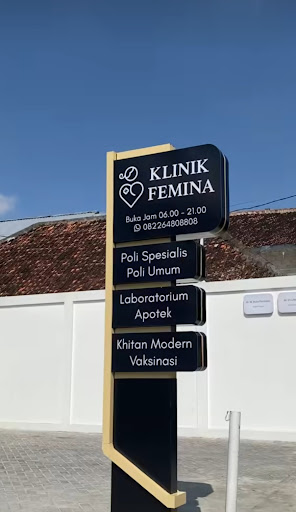 KLINIK
FEMINA
Buka Jam 06.00 - 21.00
082264808808
Poli Spesialis
Poli Umum
Laboratorium
Apotek
Khitan Modern
Vaksinasi